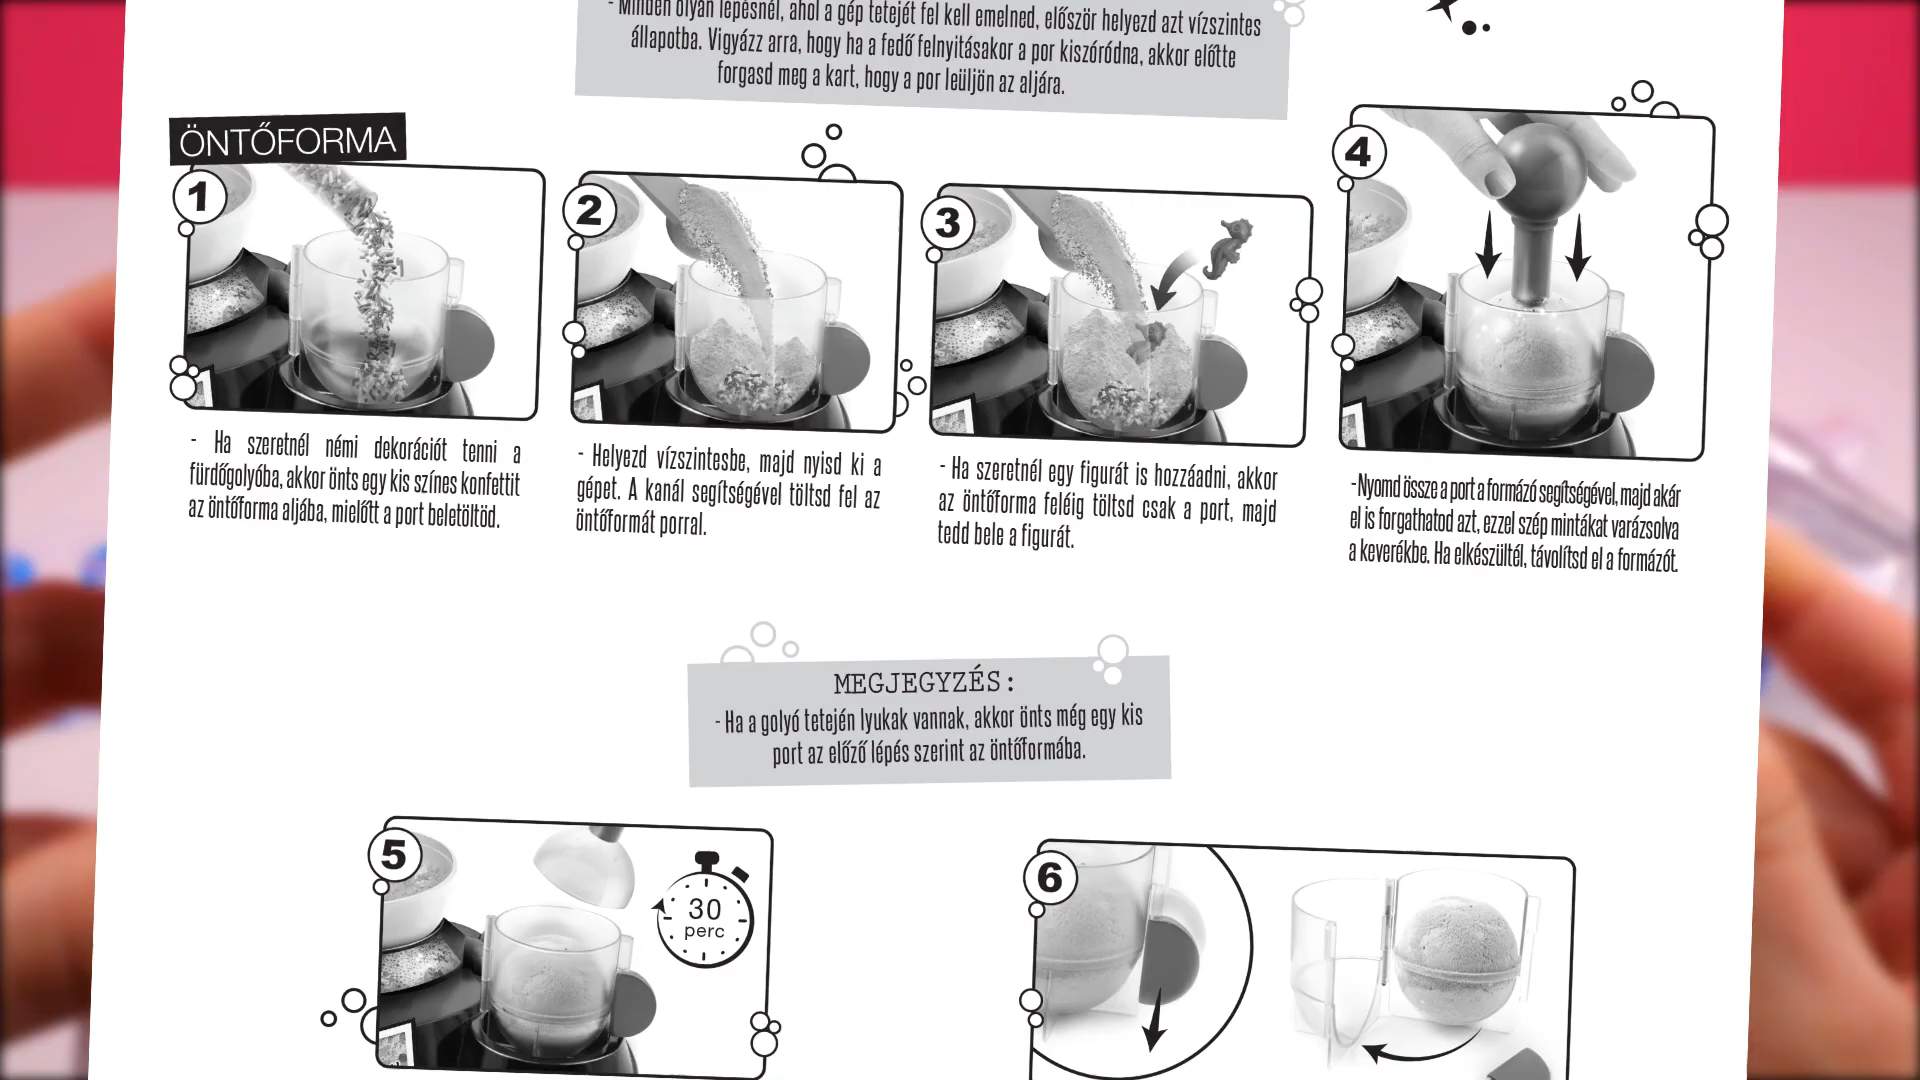 - Minden olyan lépésnél, ahol a gép tetejét fel kell emelned, először helyezd azt vízszintes
állapotba. Vigyázz arra, hogy ha a fedő felnyitásakor a por kiszóródna, akkor előtte
forgasd meg a kart, hogy a por leüljön az aljára.
ÖNTŐFORMA
1
- Ha szeretnél némi dekorációt tenni a
fürdőgolyóba, akkor önts egy kis színes konfettit
az öntőforma aljába, mielőtt a port beletöltöd.
2
- Helyezd vízszintesbe, majd nyisd ki a
gépet. A kanál segítségével töltsd fel az
öntőformát porral.
3
- Ha szeretnél egy figurát is hozzáadni, akkor
az öntőforma feléig töltsd csak a port, majd
tedd bele a figurát.
4
-Nyomd össze a port a formázó segítségével, majd akár
el is forgathatod azt, ezzel szép mintákat varázsolva
a keverékbe. Ha elkészültél, távolítsd el a formázót.
MEGJEGYZÉS:
- Ha a golyó tetején lyukak vannak, akkor önts még egy kis
port az előző lépés szerint az öntőformába.
5
30
perc
6